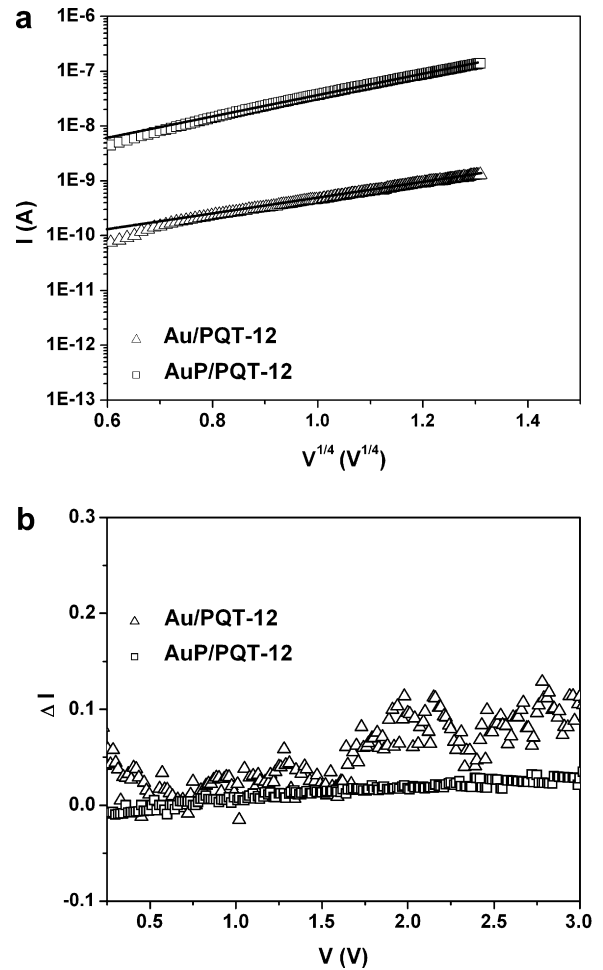 a
1E-6
1E-7
1E-8
1E-9
1E-10
1E-11
1E-12
1E-13
I (A)
Au/PQT-12
AuP/PQT-12
0.6 0.8 1.0 1.2 1.4
V^{1/4} (V^{1/4})
b
0.3
0.2
0.1
0.0
-0.1
Δ I
Au/PQT-12
AuP/PQT-12
0.5 1.0 1.5 2.0 2.5 3.0
V (V)